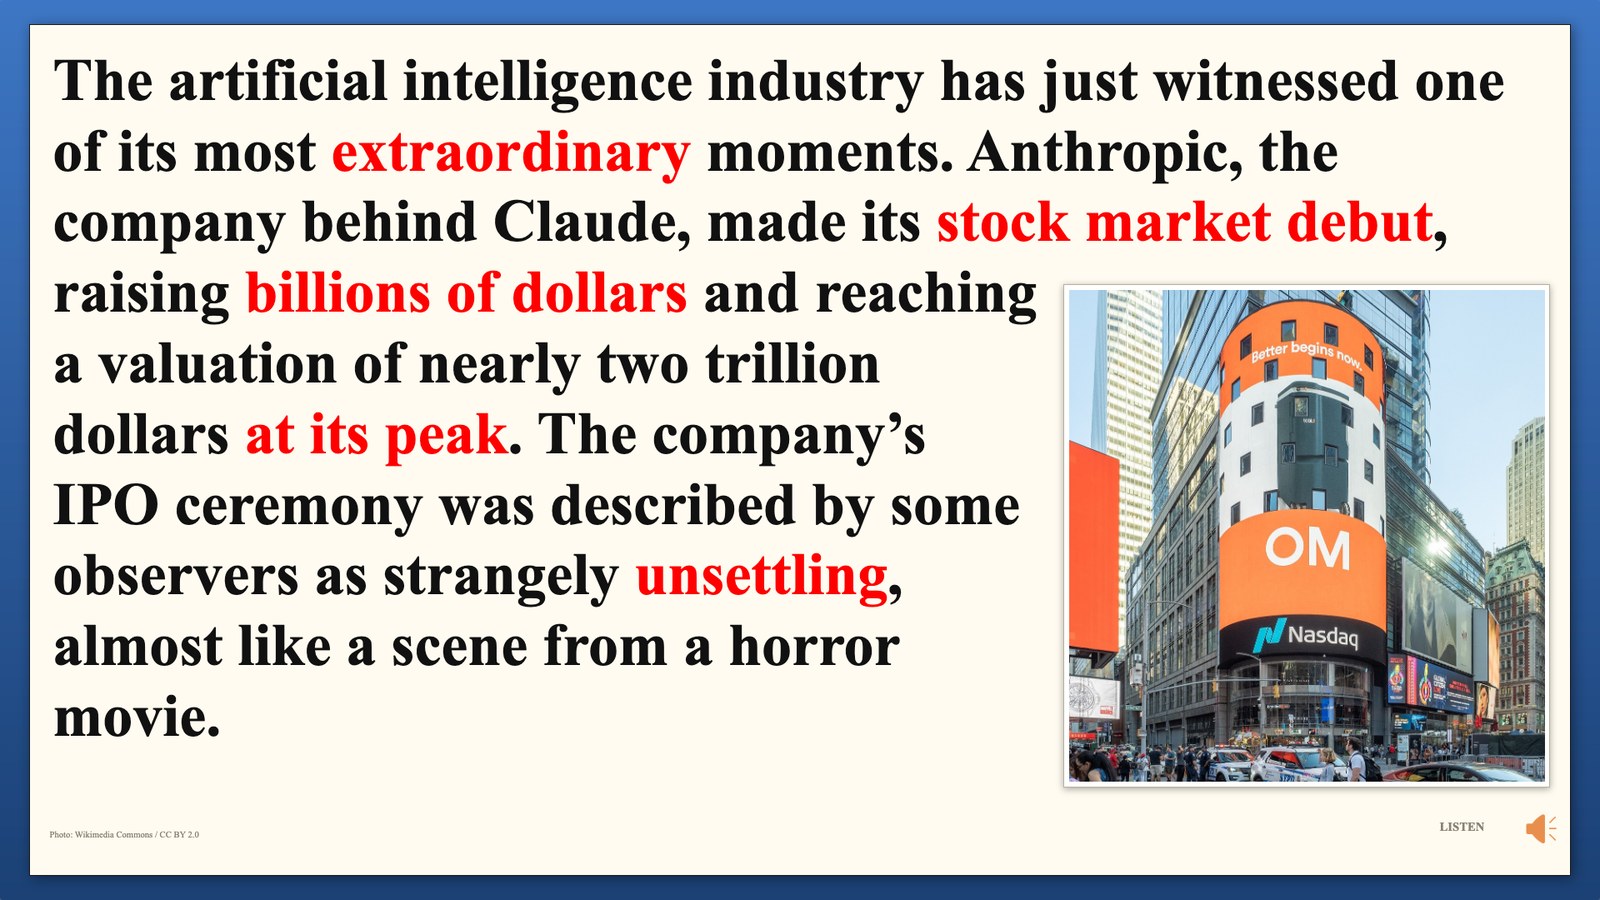 The artificial intelligence industry has just witnessed one
of its most extraordinary moments. Anthropic, the
company behind Claude, made its stock market debut,
raising billions of dollars and reaching
a valuation of nearly two trillion
dollars at its peak. The company’s
IPO ceremony was described by some
observers as strangely unsettling,
almost like a scene from a horror
movie.
Better begins now.
OM
Nasdaq
Photo: Wikimedia Commons / CC BY 2.0
LISTEN